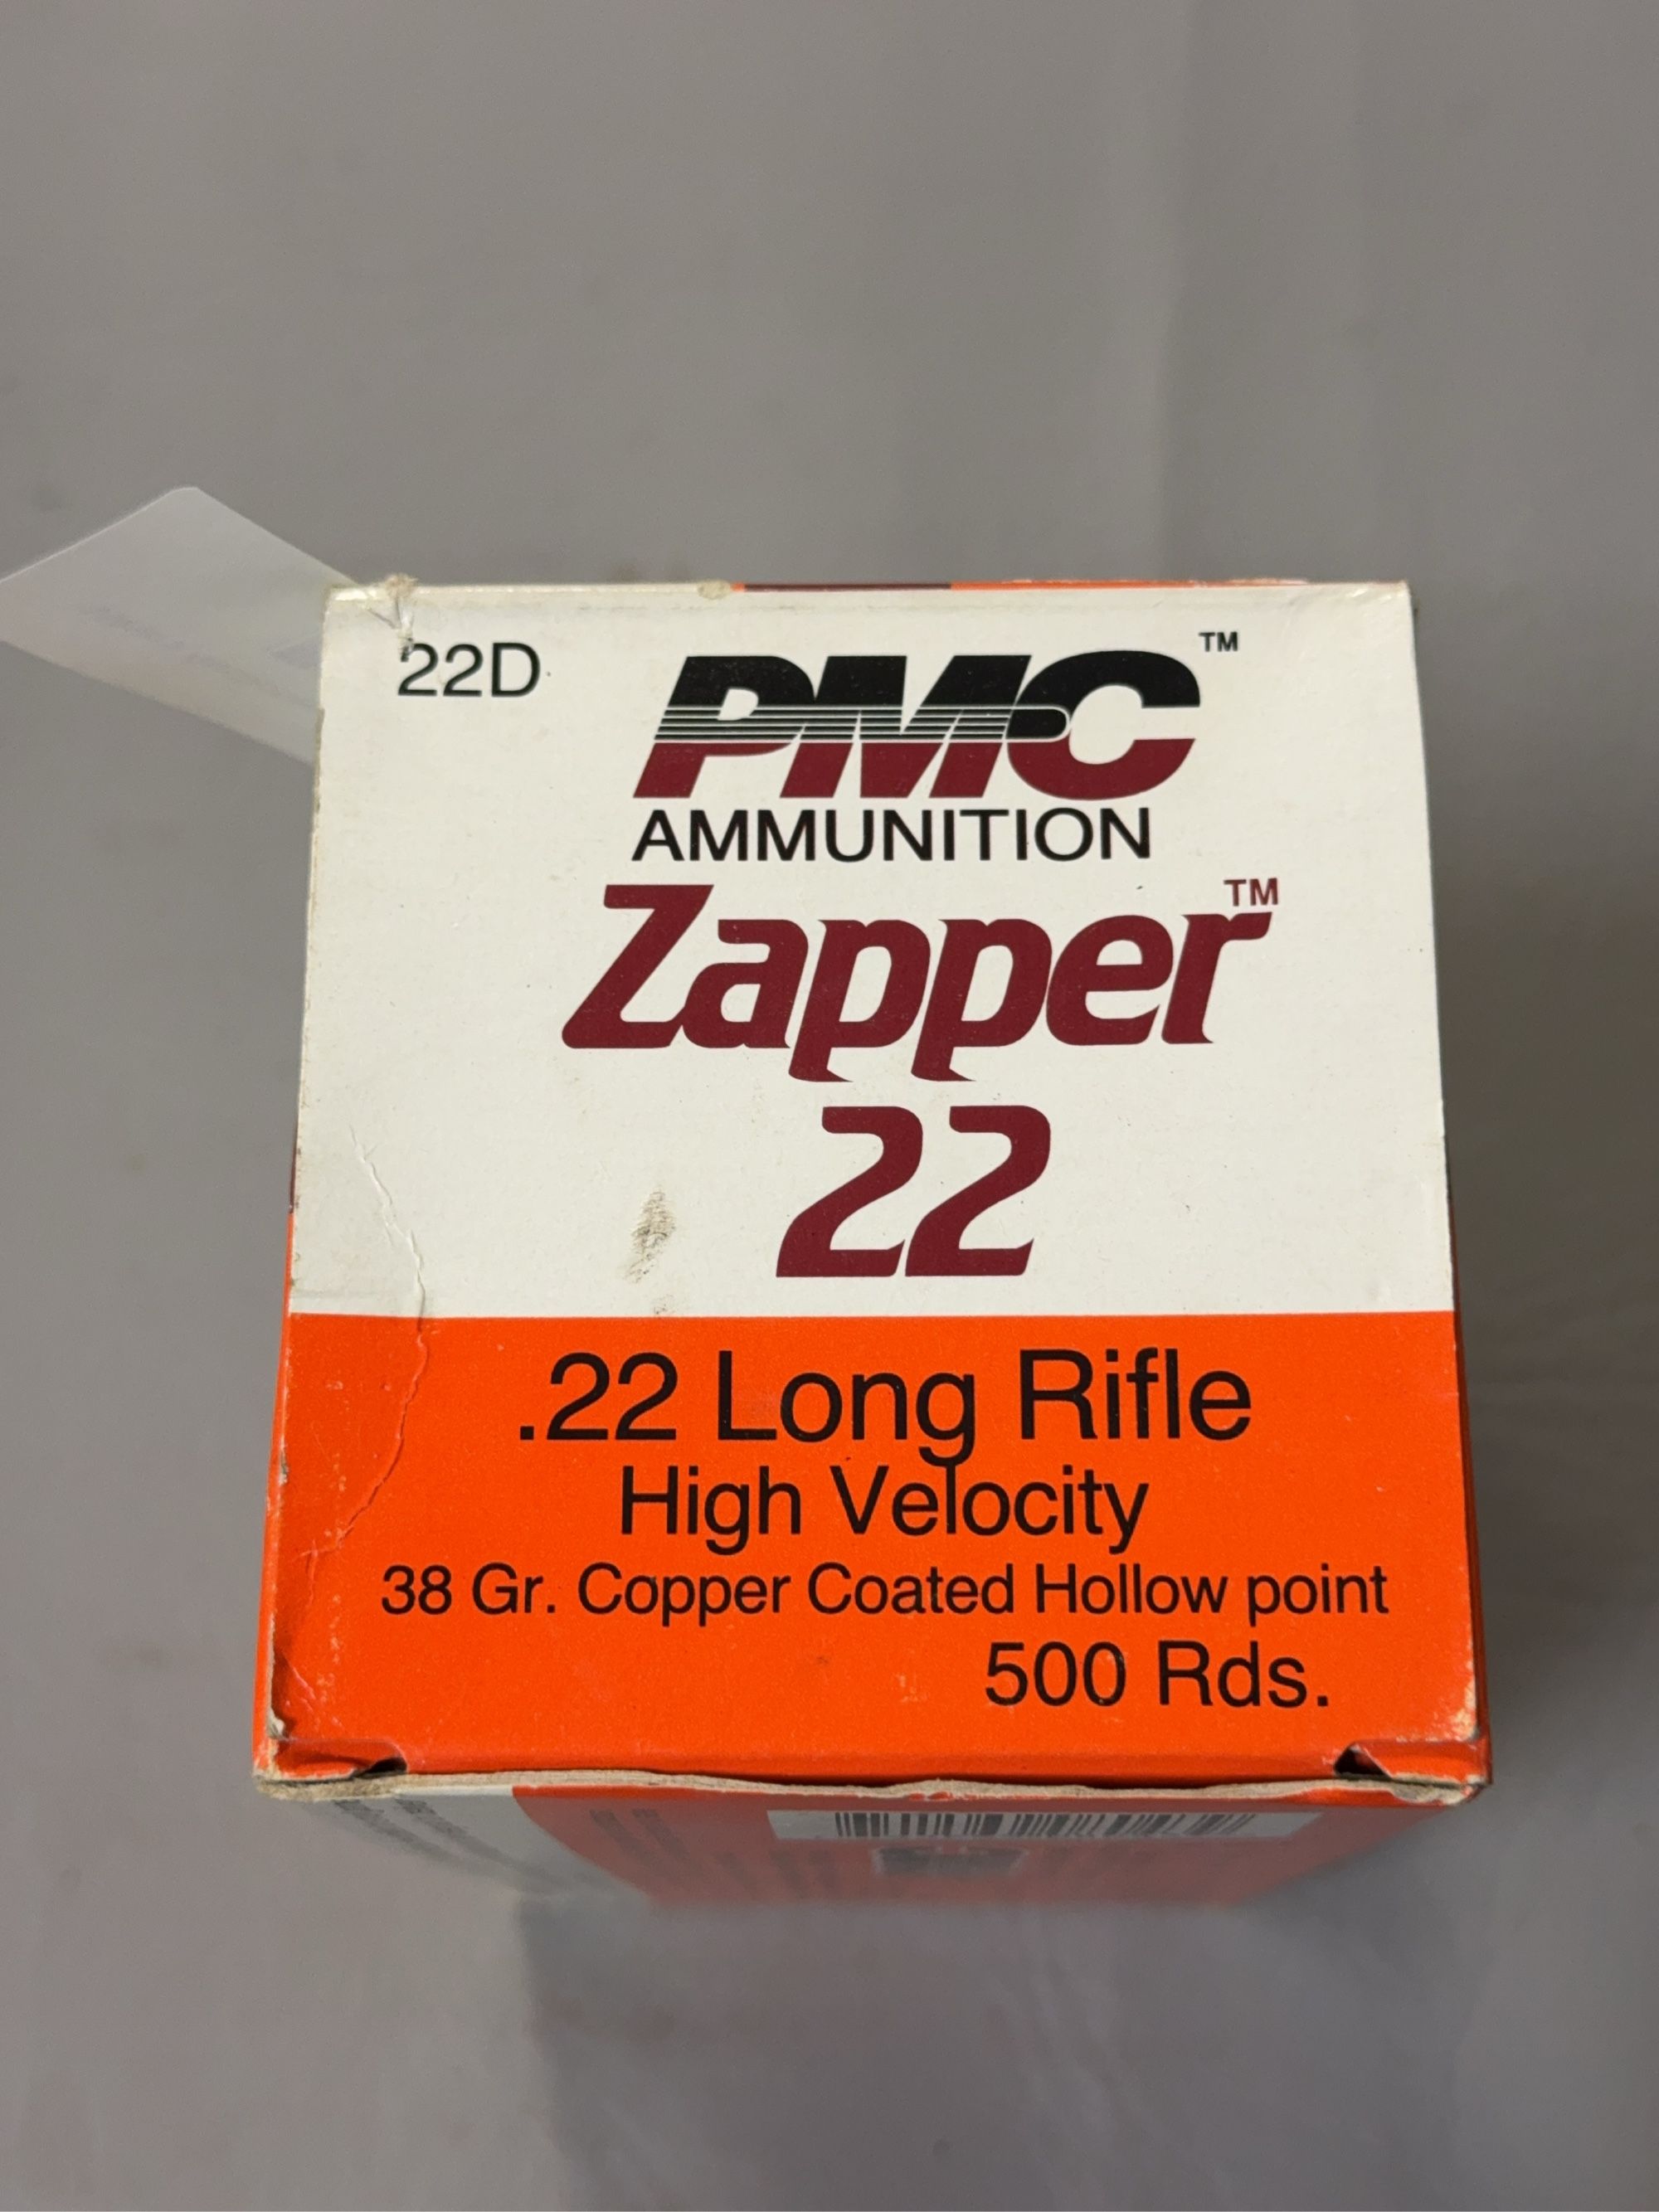 22D
PMC™
AMMUNITION
Zapper™
22
.22 Long Rifle
High Velocity
38 Gr. Copper Coated Hollow point
500 Rds.